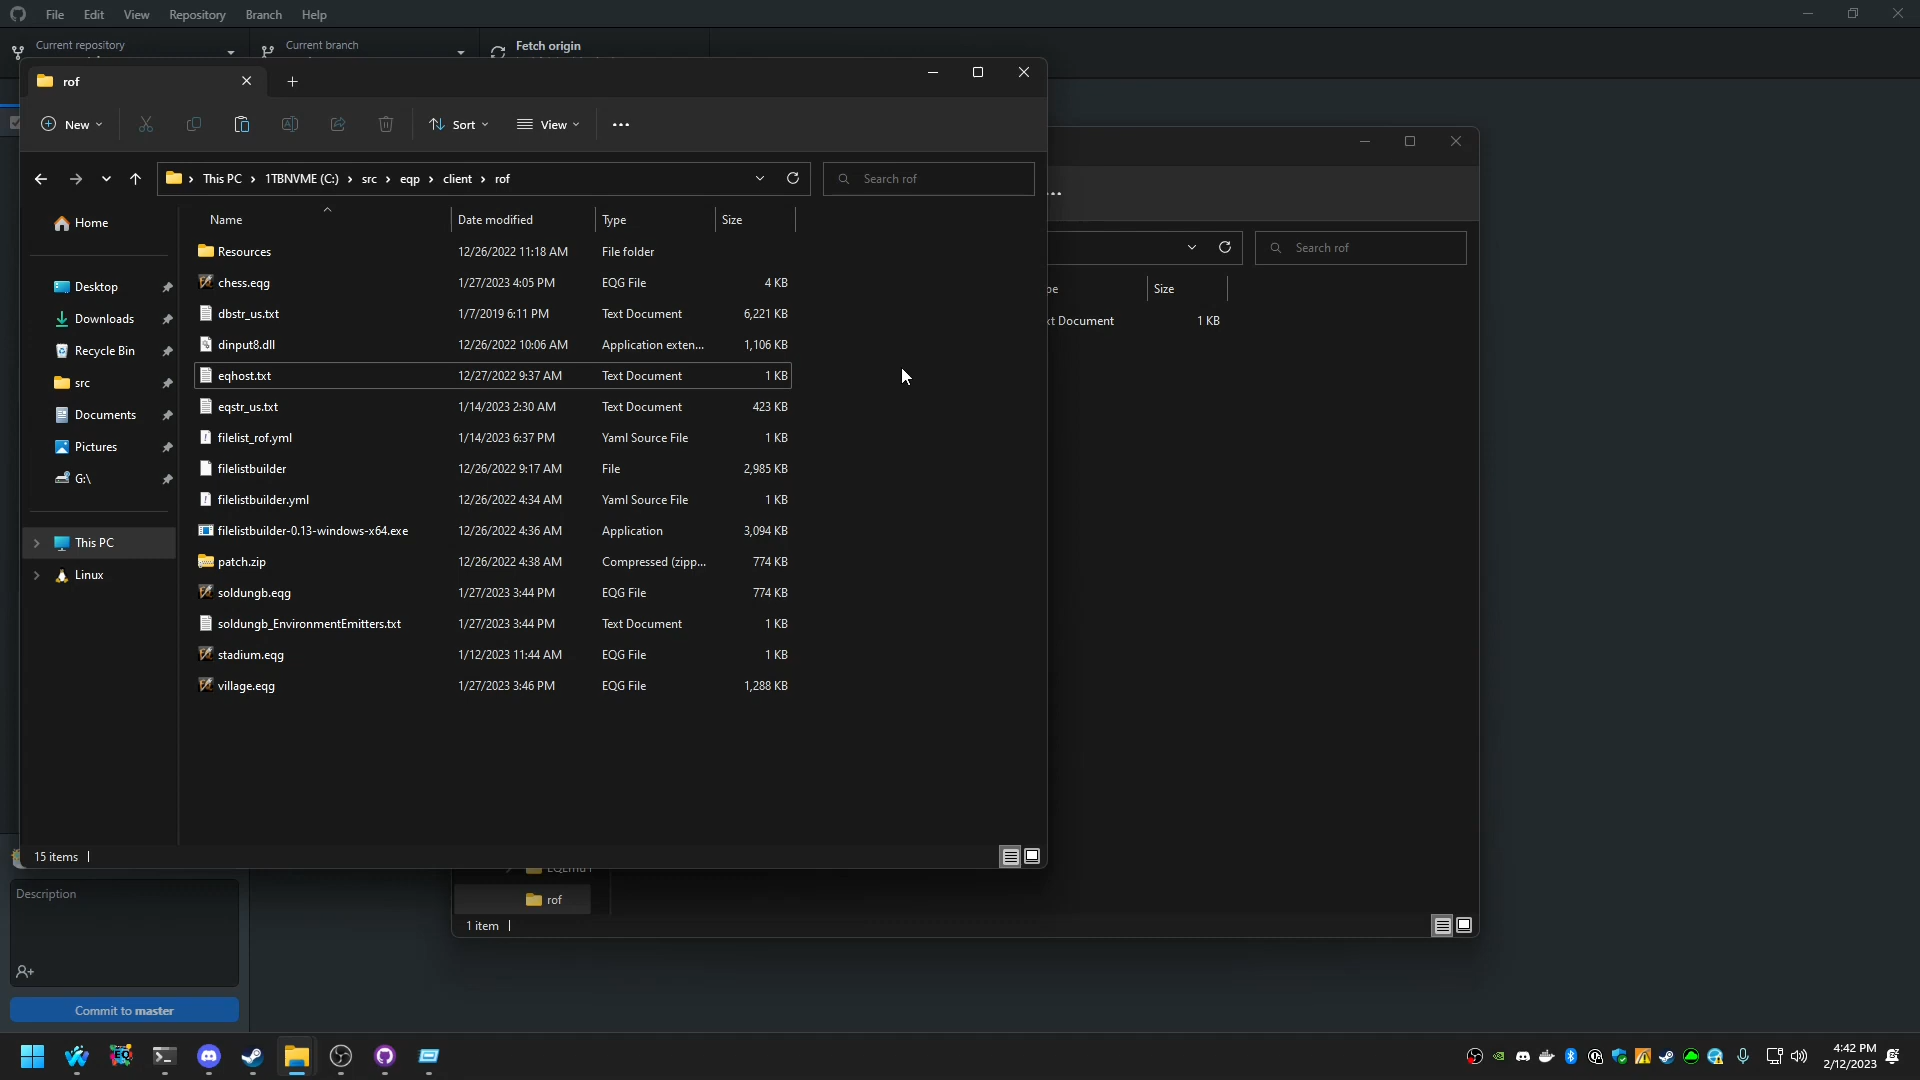 File Edit View Repository Branch Help
Current repository
Current branch
Fetch origin
rof
New
Sort
View
This PC > 1TBNVME (C:) > src > eqp > client > rof
Search rof
Name Date modified Type Size
Resources 12/26/2022 11:18 AM File folder
chess.eqg 1/27/2023 4:05 PM EQG File 4 KB
dbstr_us.txt 1/7/2019 6:11 PM Text Document 6,221 KB
dinput8.dll 12/26/2022 10:06 AM Application exten... 1,106 KB
eqhost.txt 12/27/2022 9:37 AM Text Document 1 KB
eqstr_us.txt 1/14/2023 2:30 AM Text Document 423 KB
filelist_rof.yml 1/14/2023 6:37 PM Yaml Source File 1 KB
filelistbuilder 12/26/2022 9:17 AM File 2,985 KB
filelistbuilder.yml 12/26/2022 4:34 AM Yaml Source File 1 KB
filelistbuilder-0.13-windows-x64.exe 12/26/2022 4:36 AM Application 3,094 KB
patch.zip 12/26/2022 4:38 AM Compressed (zipp... 774 KB
soldungb.eqg 1/27/2023 3:44 PM EQG File 774 KB
soldungb_EnvironmentEmitters.txt 1/27/2023 3:44 PM Text Document 1 KB
stadium.eqg 1/12/2023 11:44 AM EQG File 1 KB
village.eqg 1/27/2023 3:46 PM EQG File 1,288 KB
Home
Desktop
Downloads
Recycle Bin
src
Documents
Pictures
G:\
This PC
Linux
15 items
Search rof
Size
Document 1 KB
rof
1 item
Description
Commit to master
4:42 PM
2/12/2023